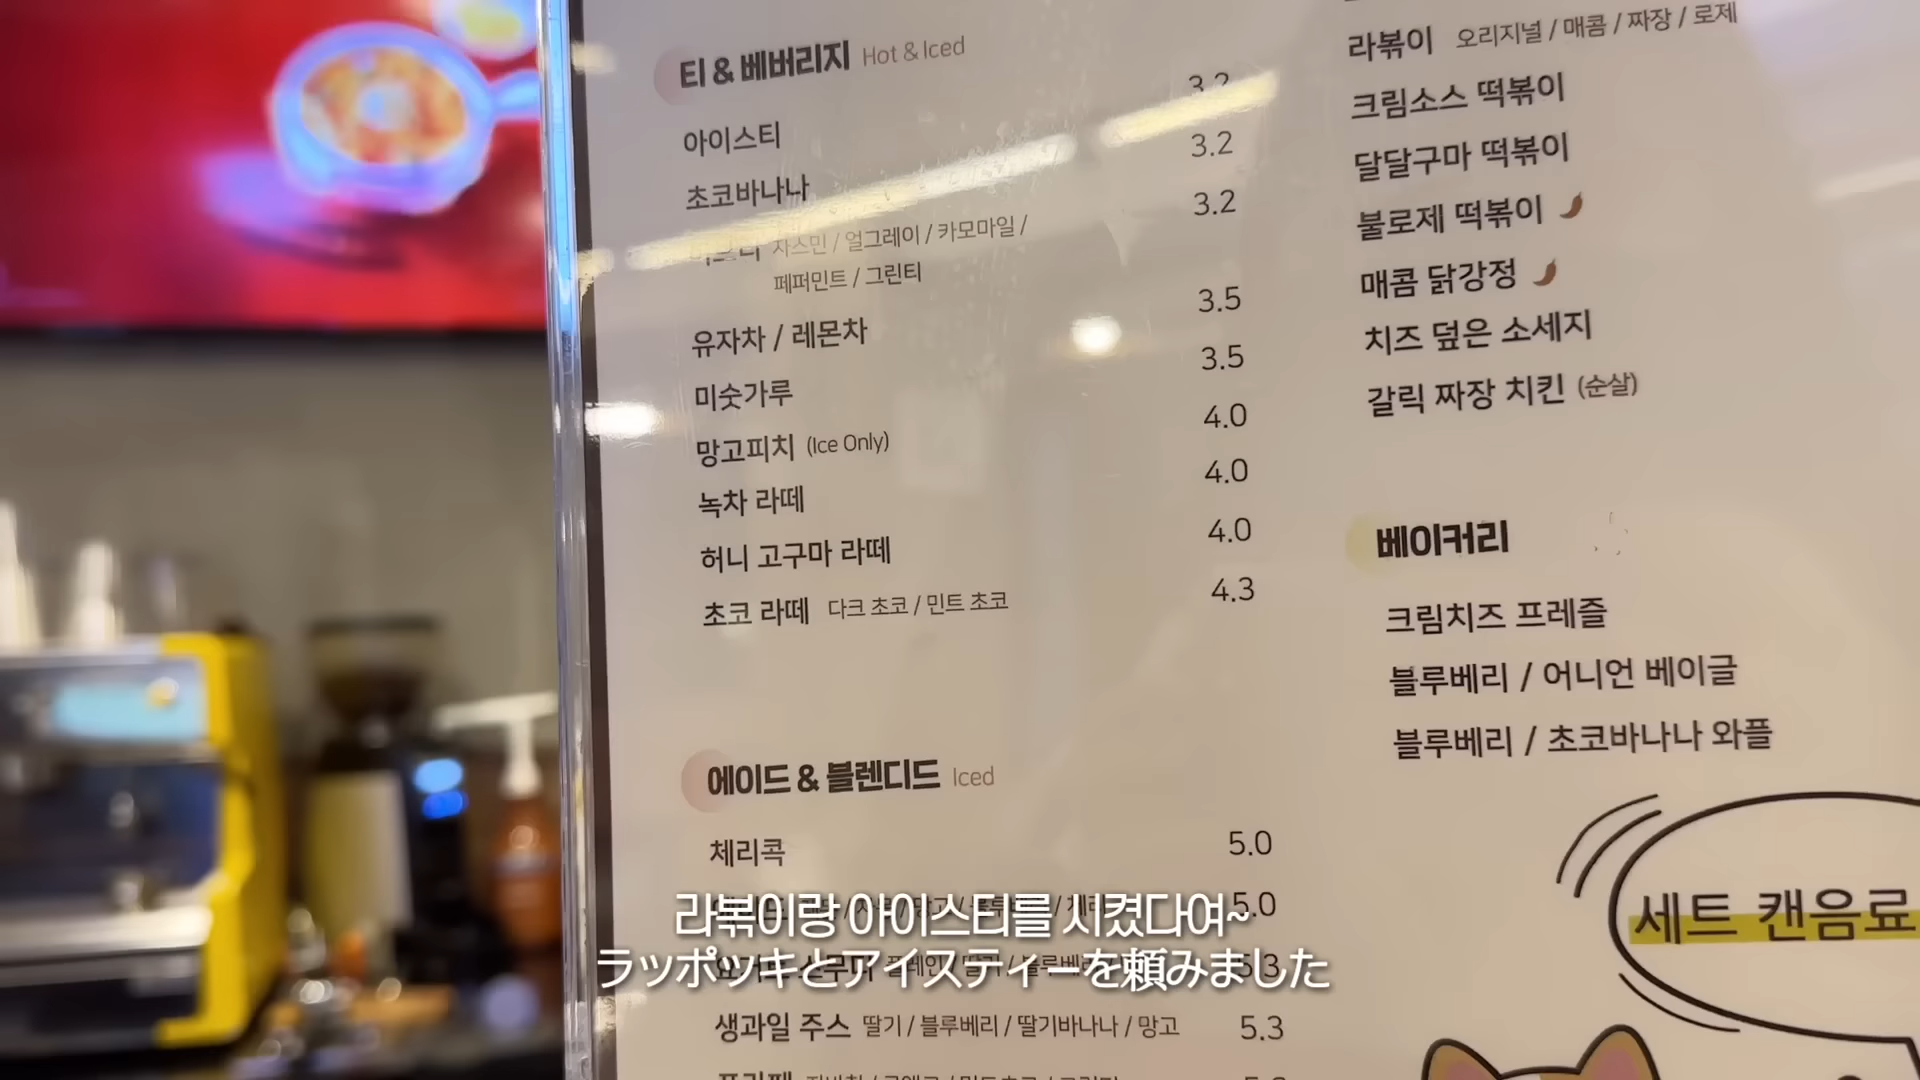 티 & 베버리지 Hot & Iced
3.2
아이스티 3.2
초코바나나 3.2
자스민 / 얼그레이 / 카모마일 /
페퍼민트 / 그린티
유자차 / 레몬차 3.5
미숫가루 3.5
망고피치 (Ice Only) 4.0
녹차 라떼 4.0
허니 고구마 라떼 4.0
초코 라떼 다크 초코 / 민트 초코 4.3
에이드 & 블렌디드 Iced
체리콕 5.0
5.0
5.3
생과일 주스 딸기 / 블루베리 / 딸기바나나 / 망고 5.3
라볶이 오리지널 / 매콤 / 짜장 / 로제
크림소스 떡볶이
달달구마 떡볶이
불로제 떡볶이
매콤 닭강정
치즈 덮은 소세지
갈릭 짜장 치킨 (순살)
베이커리
크림치즈 프레즐
블루베리 / 어니언 베이글
블루베리 / 초코바나나 와플
세트 캔음료
라볶이랑 아이스티를 시켰다여~
ラッポッキとアイスティーを頼みました